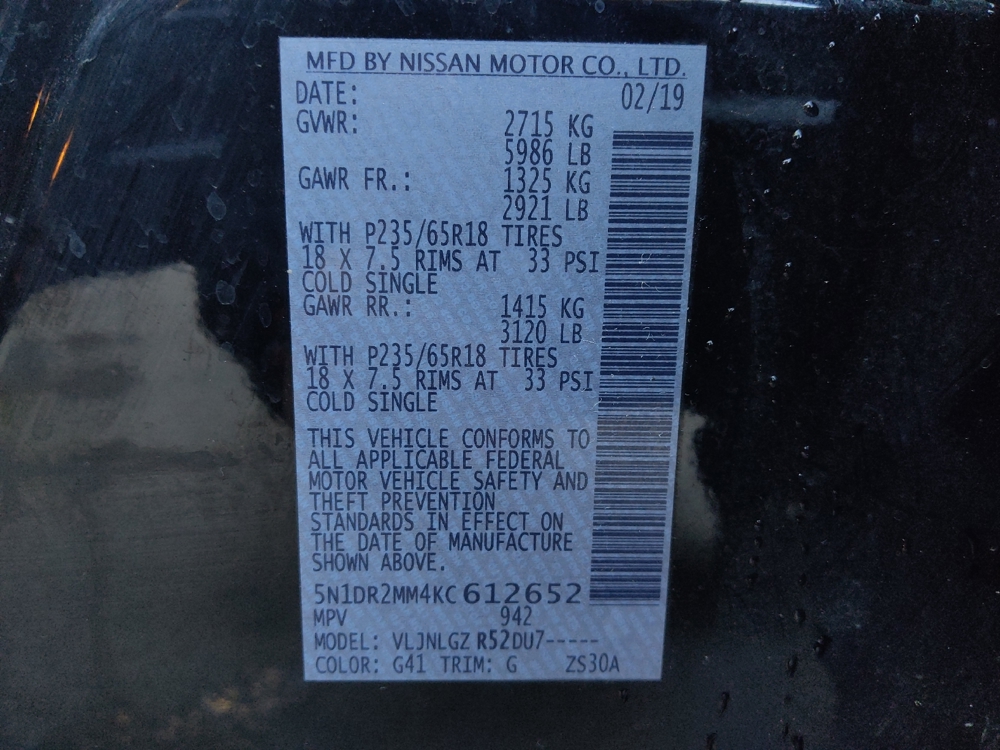 MFD BY NISSAN MOTOR CO., LTD.
DATE: 02/19
GVWR: 2715 KG
5986 LB
GAWR FR.: 1325 KG
2921 LB
WITH P235/65R18 TIRES
18 X 7.5 RIMS AT 33 PSI
COLD SINGLE
GAWR RR.: 1415 KG
3120 LB
WITH P235/65R18 TIRES
18 X 7.5 RIMS AT 33 PSI
COLD SINGLE
THIS VEHICLE CONFORMS TO
ALL APPLICABLE FEDERAL
MOTOR VEHICLE SAFETY AND
THEFT PREVENTION
STANDARDS IN EFFECT ON
THE DATE OF MANUFACTURE
SHOWN ABOVE.
5N1DR2MM4KC612652
MPV 942
MODEL: VLJNLGZ R52DU7-----
COLOR: G41 TRIM: G ZS30A